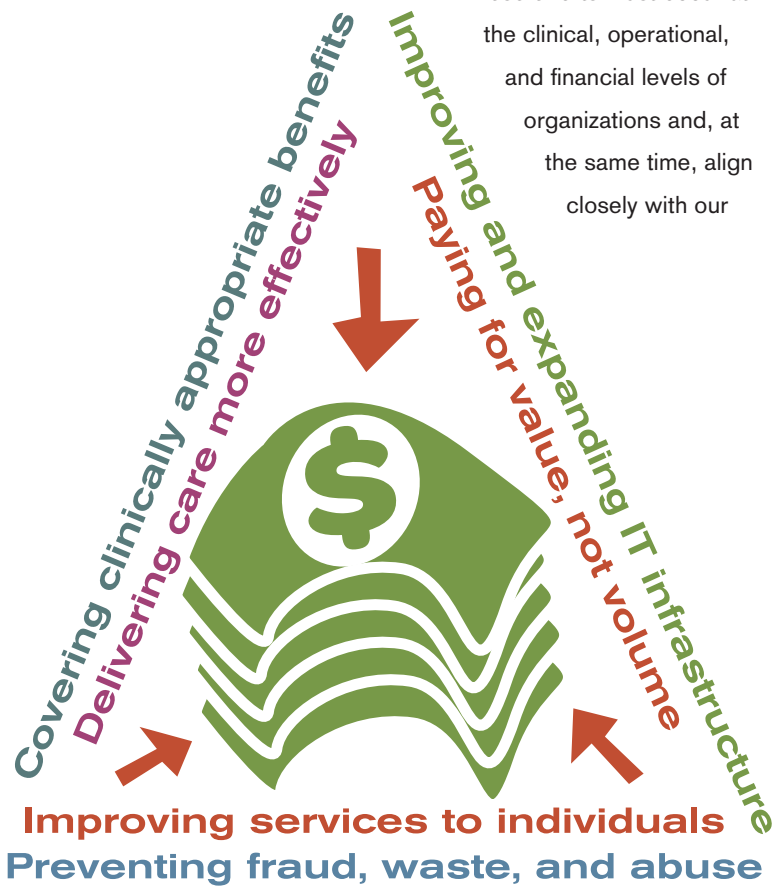 the clinical, operational,
and financial levels of
organizations and, at
the same time, align
closely with our
Covering clinically appropriate benefits
Delivering care more effectively
Improving and expanding IT infrastructure
Paying for value, not volume
$
Improving services to individuals
Preventing fraud, waste, and abuse